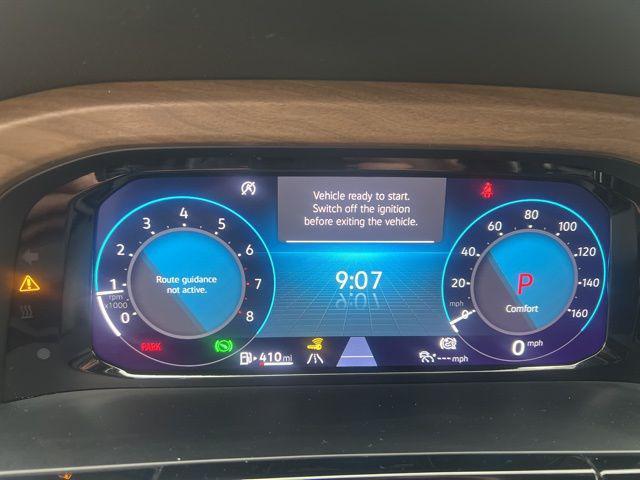 Vehicle ready to start.
Switch off the ignition
before exiting the vehicle.
0
1
2
3
4
5
6
7
8
rpm
x1000
Route guidance
not active.
9:07
0
20
40
60
80
100
120
140
160
mph
P
Comfort
PARK
410 mi
--- mph
0 mph